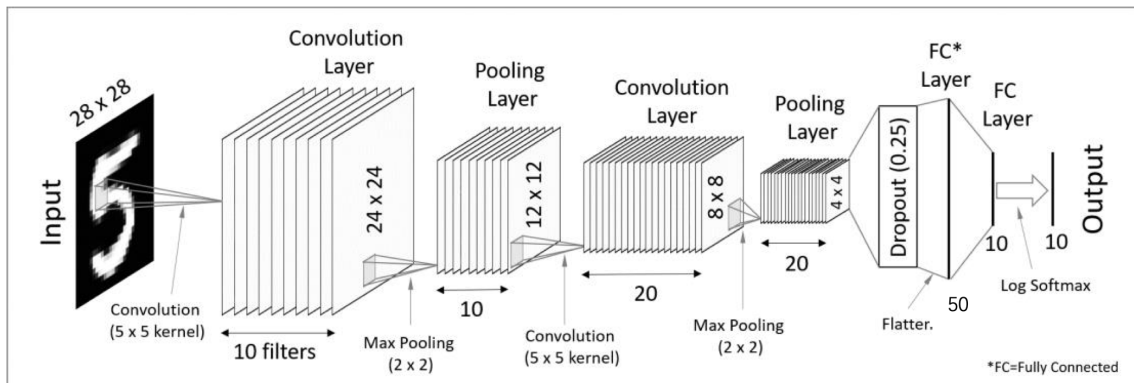 Input
28 x 28
Convolution
(5 x 5 kernel)
Convolution
Layer
24 x 24
10 filters
Max Pooling
(2 x 2)
Pooling
Layer
12 x 12
10
Convolution
(5 x 5 kernel)
Convolution
Layer
8 x 8
20
Max Pooling
(2 x 2)
Pooling
Layer
4 x 4
20
Dropout (0.25)
Flatter.
FC*
Layer
50
FC
Layer
10
Log Softmax
10
Output
*FC=Fully Connected